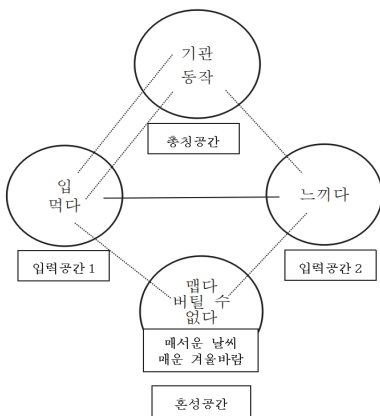 기관
동작
총칭공간
입
먹다
느끼다
입력공간 1
입력공간 2
맵다
버틸 수
없다
매서운 날씨
매운 겨울바람
혼성공간